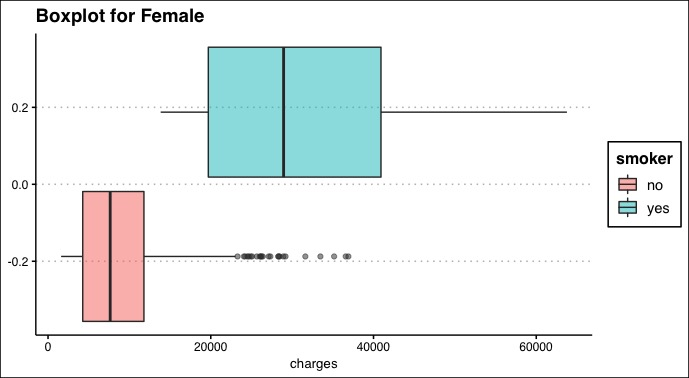 Boxplot for Female
0.2
0.0
-0.2
0
20000
40000
60000
charges
smoker
no
yes